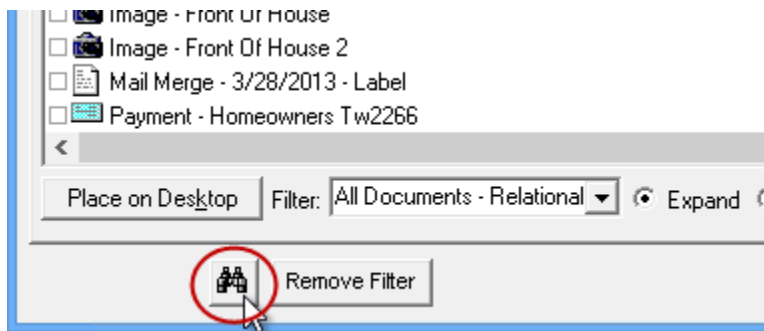 Image - Front Of House
Image - Front Of House 2
Mail Merge - 3/28/2013 - Label
Payment - Homeowners Tw2266
Place on Desktop Filter: All Documents - Relational Expand
Remove Filter